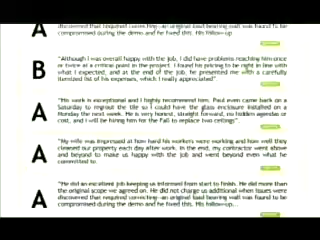 A
discovered that required correcting--an original load bearing wall was found to be
compromised during the demo and he fixed this. His follow-up
B
"Although I was overall happy with the job, I did have problems reaching him once
or twice at a critical point in the project. I found his pricing to be right in line with
what I expected, and at the end of the job, he presented me with a carefully
itemized list of his expenses, which I really appreciated".
A
"His work is exceptional and I highly recommend him. Paul even came back on a
Saturday to regrout the tile so I could have the glass enclosure installed on a
Monday the next week. He is very honest, straight forward, no hidden agendas or
cost, and I will be hiring him for the Fall to replace two ceilings".
A
"My wife was impressed at how hard his workers were working and how well they
cleaned our property each day after work. In the end, my contractor went above
and beyond to make us happy with the job and went beyond even what he
committed to.
A
"He did an excellent job keeping us informed from start to finish. He did more than
the original scope we agreed on. He did not charge us additional when issues were
discovered that required correcting--an original load bearing wall was found to be
compromised during the demo and he fixed this. His follow-up...